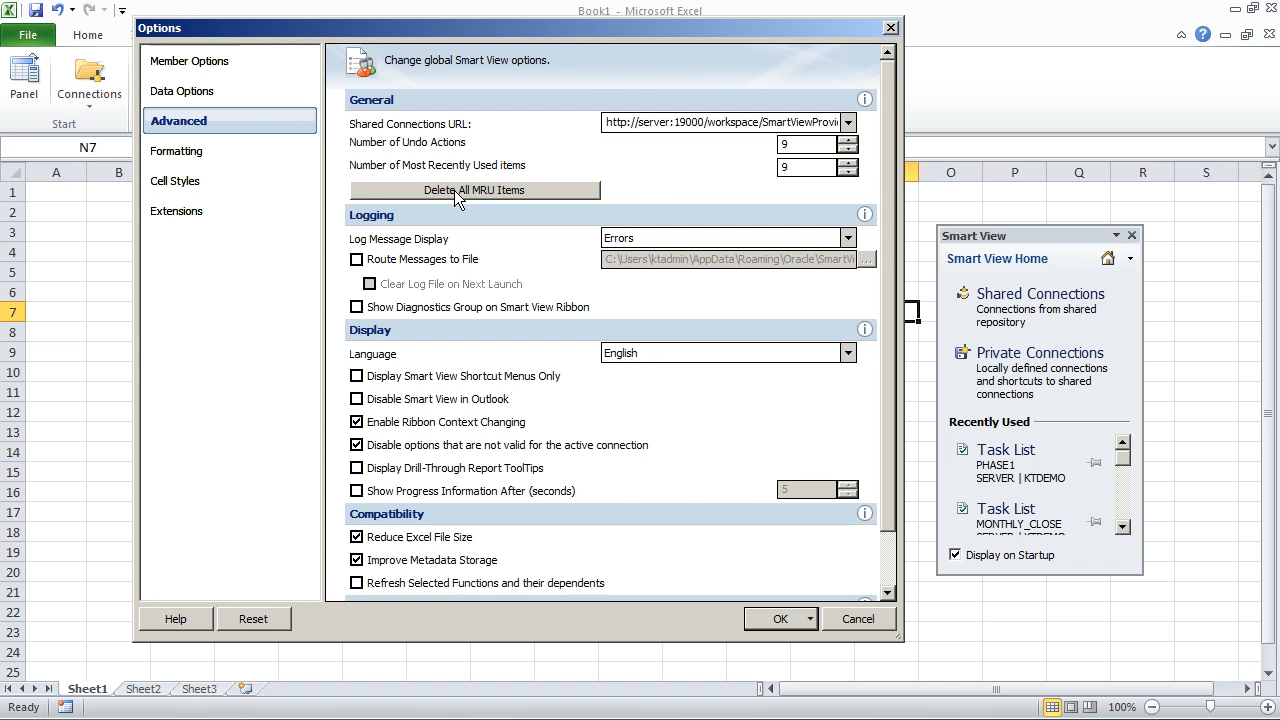 Book1 - Microsoft Excel
File
Home
Panel
Connections
Start
N7
Options
Member Options
Data Options
Advanced
Formatting
Cell Styles
Extensions
Change global Smart View options.
General
Shared Connections URL:
http://server:19000/workspace/SmartViewProvi
Number of Undo Actions
9
Number of Most Recently Used items
9
Delete All MRU Items
Logging
Log Message Display
Errors
Route Messages to File
C:\Users\ktadmin\AppData\Roaming\Oracle\SmartVi
...
Clear Log File on Next Launch
Show Diagnostics Group on Smart View Ribbon
Display
Language
English
Display Smart View Shortcut Menus Only
Disable Smart View in Outlook
Enable Ribbon Context Changing
Disable options that are not valid for the active connection
Display Drill-Through Report ToolTips
Show Progress Information After (seconds)
5
Compatibility
Reduce Excel File Size
Improve Metadata Storage
Refresh Selected Functions and their dependents
Help
Reset
OK
Cancel
A B O P Q R S
1
2
3
4
5
6
7
8
9
10
11
12
13
14
15
16
17
18
19
20
21
22
23
24
25
Smart View
Smart View Home
Shared Connections
Connections from shared
repository
Private Connections
Locally defined connections
and shortcuts to shared
connections
Recently Used
Task List
PHASE1
SERVER | KTDEMO
Task List
MONTHLY_CLOSE
SERVER | KTDEMO
Display on Startup
Sheet1 Sheet2 Sheet3
Ready
100%